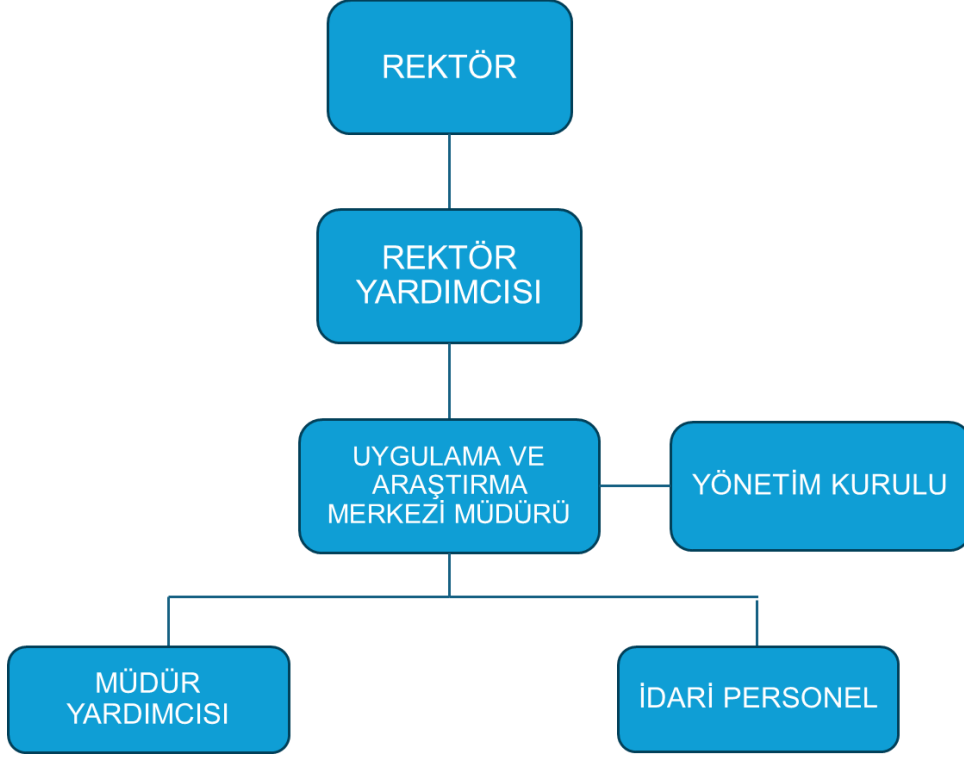 REKTÖR
REKTÖR
YARDIMCISI
UYGULAMA VE
ARAŞTIRMA
MERKEZİ MÜDÜRÜ
YÖNETİM KURULU
MÜDÜR
YARDIMCISI
İDARİ PERSONEL